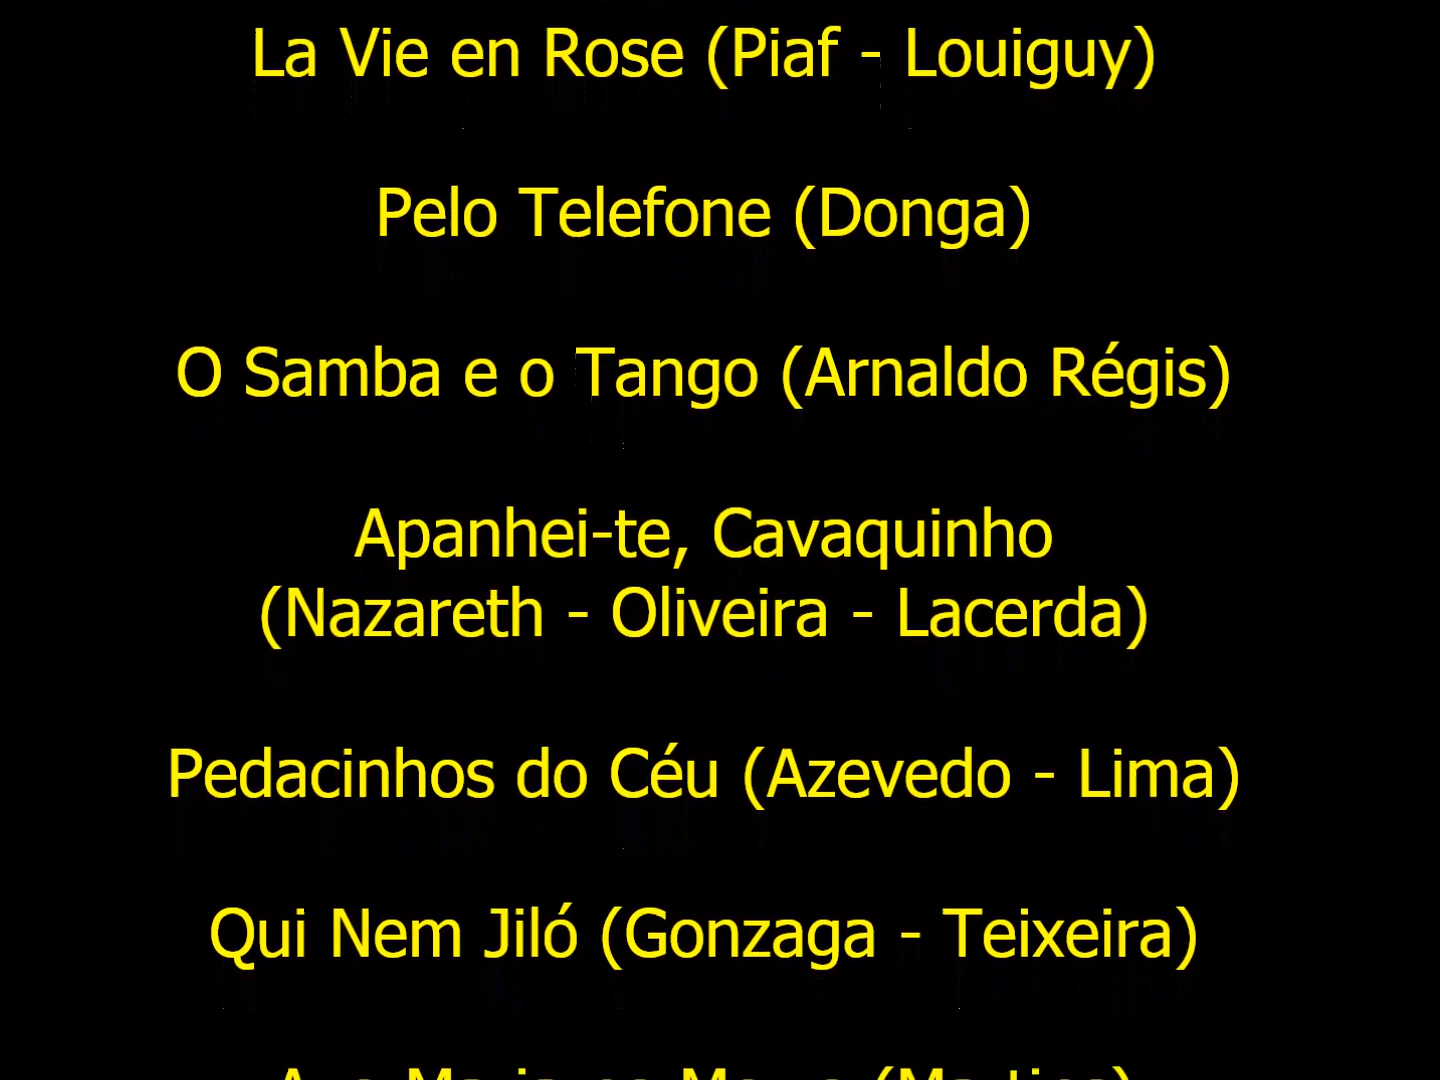 La Vie en Rose (Piaf - Louiguy)
Pelo Telefone (Donga)
O Samba e o Tango (Arnaldo Régis)
Apanhei-te, Cavaquinho
(Nazareth - Oliveira - Lacerda)
Pedacinhos do Céu (Azevedo - Lima)
Qui Nem Jiló (Gonzaga - Teixeira)